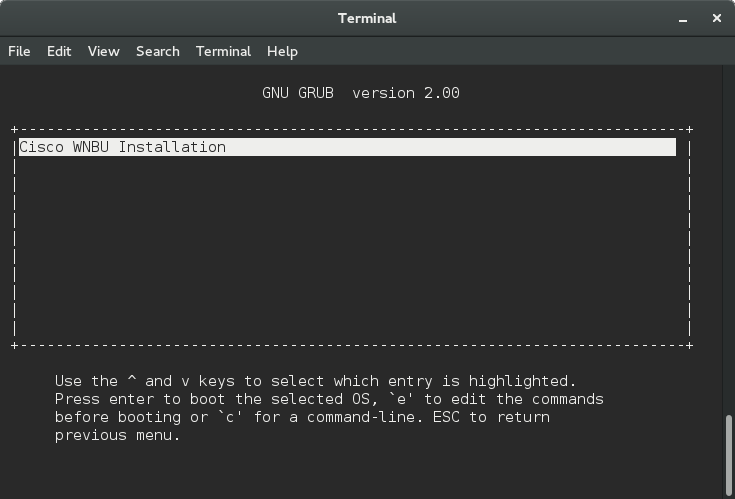 Terminal
File Edit View Search Terminal Help
GNU GRUB  version 2.00
+--------------------------------------------------------------------------+
|Cisco WNBU Installation |
+--------------------------------------------------------------------------+
Use the ^ and v keys to select which entry is highlighted.
Press enter to boot the selected OS, `e' to edit the commands
before booting or `c' for a command-line. ESC to return
previous menu.